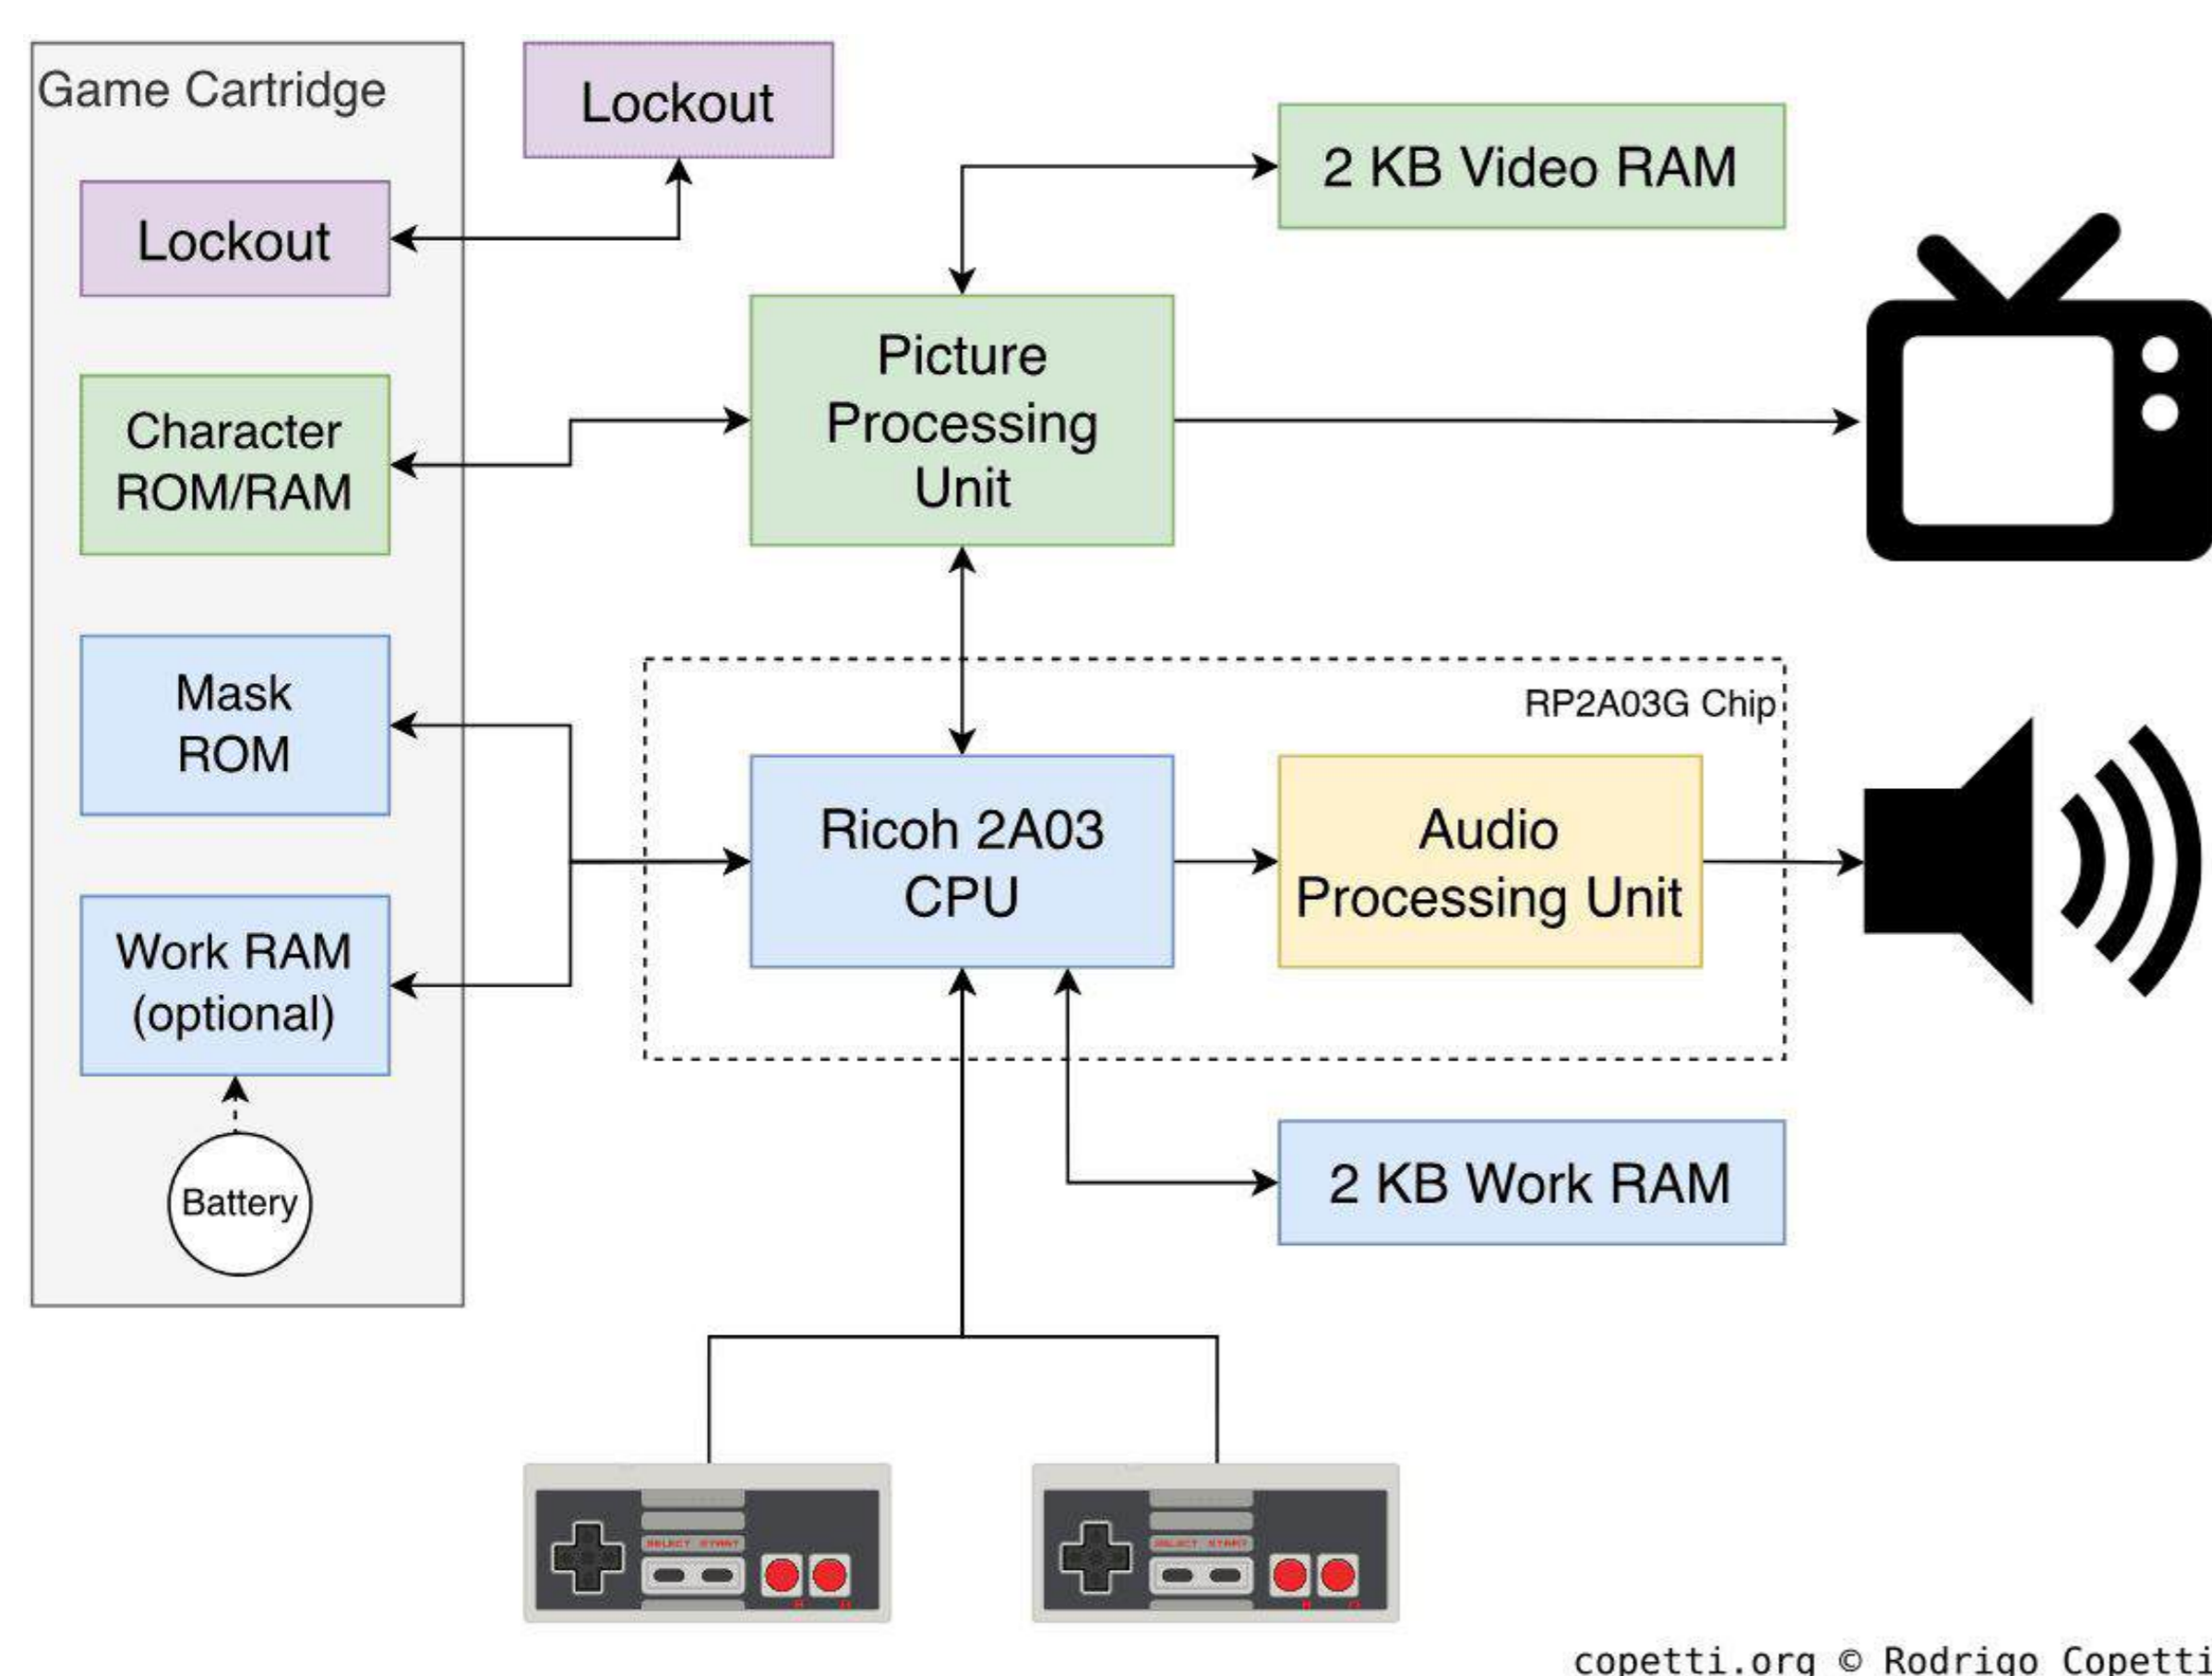 Game Cartridge
Lockout
Lockout
2 KB Video RAM
Picture
Processing
Unit
Character
ROM/RAM
Mask
ROM
RP2A03G Chip
Ricoh 2A03
CPU
Audio
Processing Unit
Work RAM
(optional)
Battery
2 KB Work RAM
SELECT START
SELECT START
copetti.org © Rodrigo Copetti